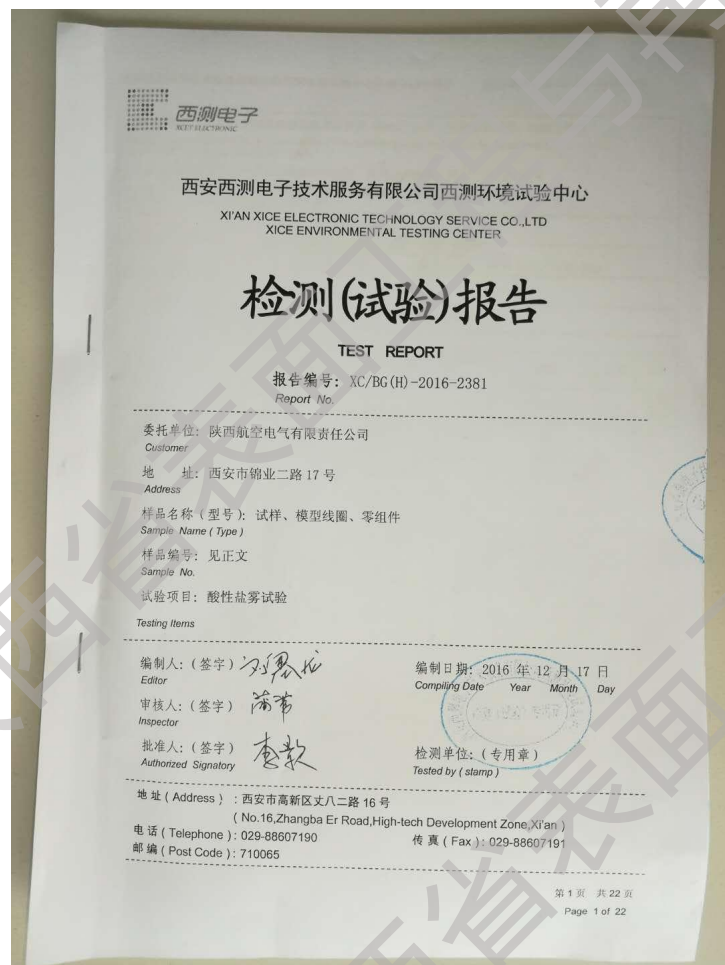 西测电子
XCET ELECTRONIC
西安西测电子技术服务有限公司西测环境试验中心
XI'AN XICE ELECTRONIC TECHNOLOGY SERVICE CO.,LTD
XICE ENVIRONMENTAL TESTING CENTER
检测(试验)报告
TEST REPORT
报告编号: XC/BG(H)-2016-2381
Report No.
委托单位: 陕西航空电气有限责任公司
Customer
地 址: 西安市锦业二路 17 号
Address
样品名称(型号): 试样、模型线圈、零组件
Sample Name ( Type )
样品编号: 见正文
Sample No.
试验项目: 酸性盐雾试验
Testing Items
编制人:(签字) 编制日期: 2016 年 12 月 17 日
Editor Compiling Date Year Month Day
审核人:(签字)
Inspector
批准人:(签字) 检测单位:(专用章)
Authorized Signatory Tested by ( stamp )
地 址 ( Address ) : 西安市高新区丈八二路 16 号
( No.16,Zhangba Er Road,High-tech Development Zone,Xi'an )
电 话 ( Telephone ): 029-88607190 传 真 ( Fax ): 029-88607191
邮 编 ( Post Code ): 710065
第 1 页 共 22 页
Page 1 of 22